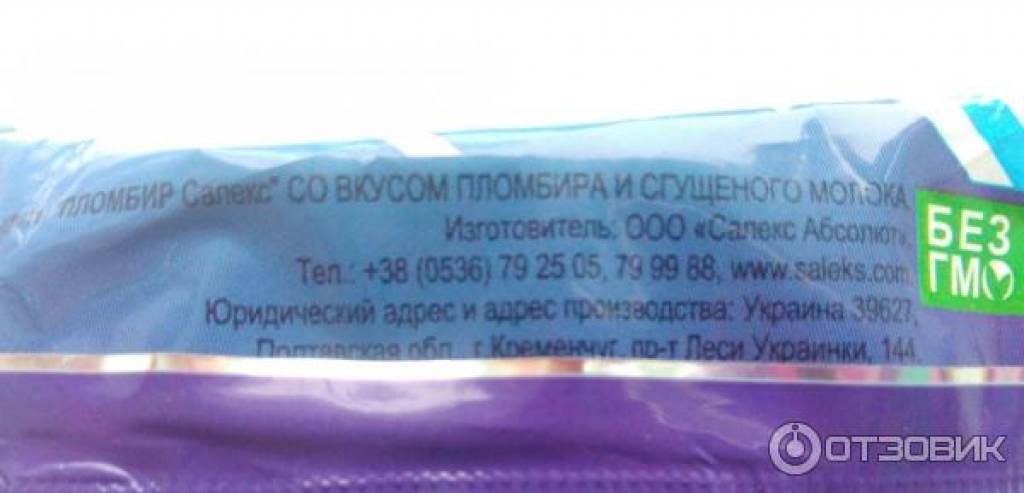 "ПЛОМБИР Салекс" СО ВКУСОМ ПЛОМБИРА И СГУЩЕНОГО МОЛОКА.
Изготовитель: ООО «Салекс Абсолют»,
Тел.: +38 (0536) 79 25 05, 79 99 88, www.saleks.com
Юридический адрес и адрес производства: Украина 39627,
Полтавская обл., г. Кременчуг, пр-т Леси Украинки, 144.
БЕЗ
ГМО
ОТЗОВИК